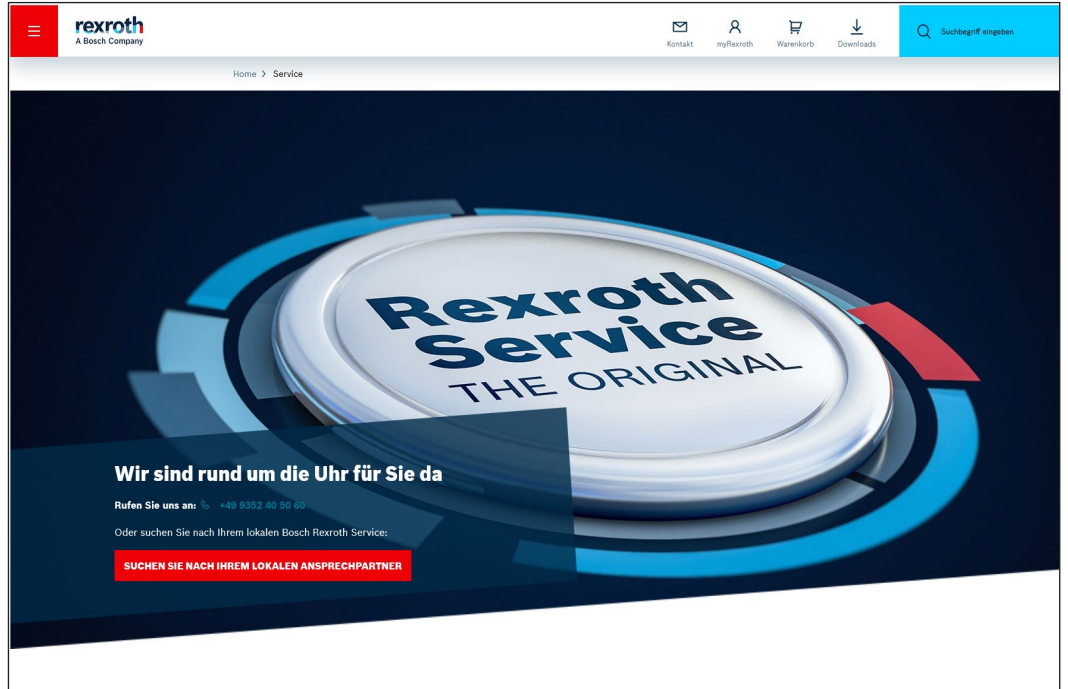 rexroth
A Bosch Company
Kontakt
myRexroth
Warenkorb
Downloads
Suchbegriff eingeben
Home > Service
Rexroth
Service
THE ORIGINAL
Wir sind rund um die Uhr für Sie da
Rufen Sie uns an: +49 9352 40 50 60
Oder suchen Sie nach Ihrem lokalen Bosch Rexroth Service:
SUCHEN SIE NACH IHREM LOKALEN ANSPRECHPARTNER